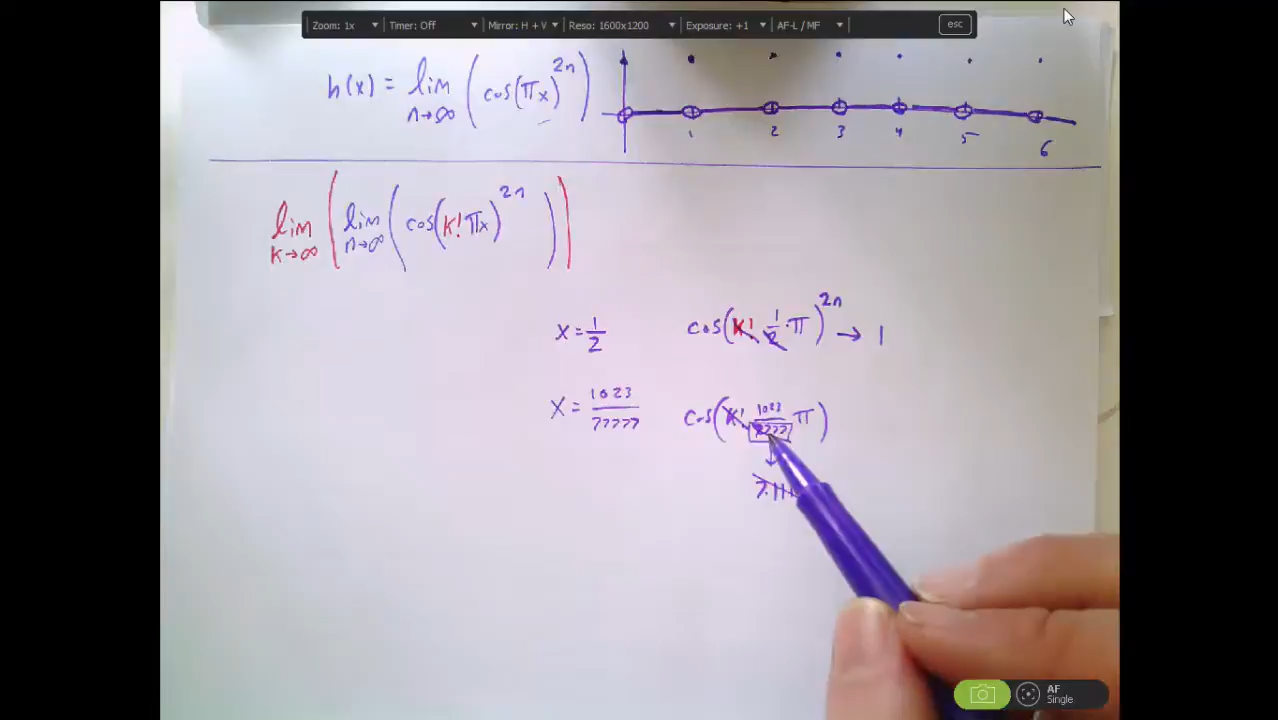 Zoom: 1x Timer: Off Mirror: H + V Reso: 1600x1200 Exposure: +1 AF-L / MF esc
h(x) = lim n→∞ (cos(πx)^2n)
1 2 3 4 5 6
lim k→∞ (lim n→∞ (cos(k!πx)^2n))
x = 1/2 cos(k! 1/2 · π)^2n → 1
x = 1023/77777 cos(k! 1023/7777 π)
AF
Single